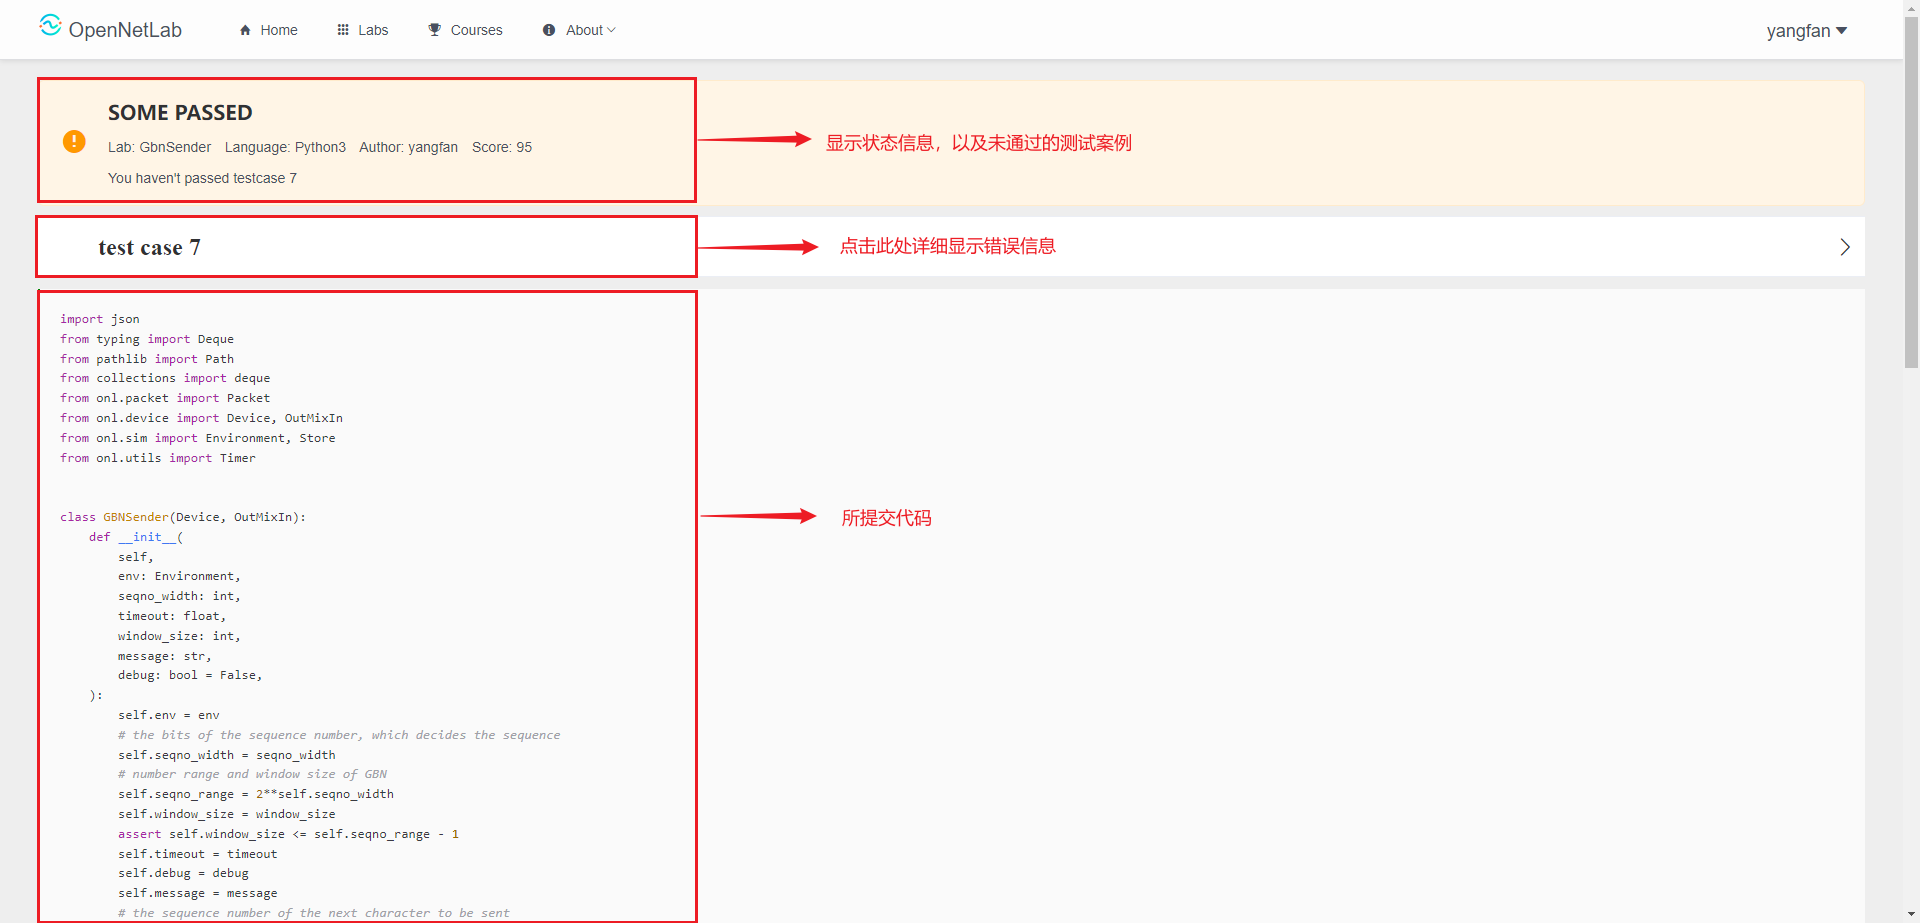 OpenNetLab
Home
Labs
Courses
About
yangfan
SOME PASSED
Lab: GbnSender Language: Python3 Author: yangfan Score: 95
You haven't passed testcase 7
显示状态信息，以及未通过的测试案例
test case 7
点击此处详细显示错误信息
import json
from typing import Deque
from pathlib import Path
from collections import deque
from onl.packet import Packet
from onl.device import Device, OutMixIn
from onl.sim import Environment, Store
from onl.utils import Timer
class GBNSender(Device, OutMixIn):
所提交代码
    def __init__(
        self,
        env: Environment,
        seqno_width: int,
        timeout: float,
        window_size: int,
        message: str,
        debug: bool = False,
    ):
        self.env = env
        # the bits of the sequence number, which decides the sequence
        self.seqno_width = seqno_width
        # number range and window size of GBN
        self.seqno_range = 2**self.seqno_width
        self.window_size = window_size
        assert self.window_size <= self.seqno_range - 1
        self.timeout = timeout
        self.debug = debug
        self.message = message
        # the sequence number of the next character to be sent